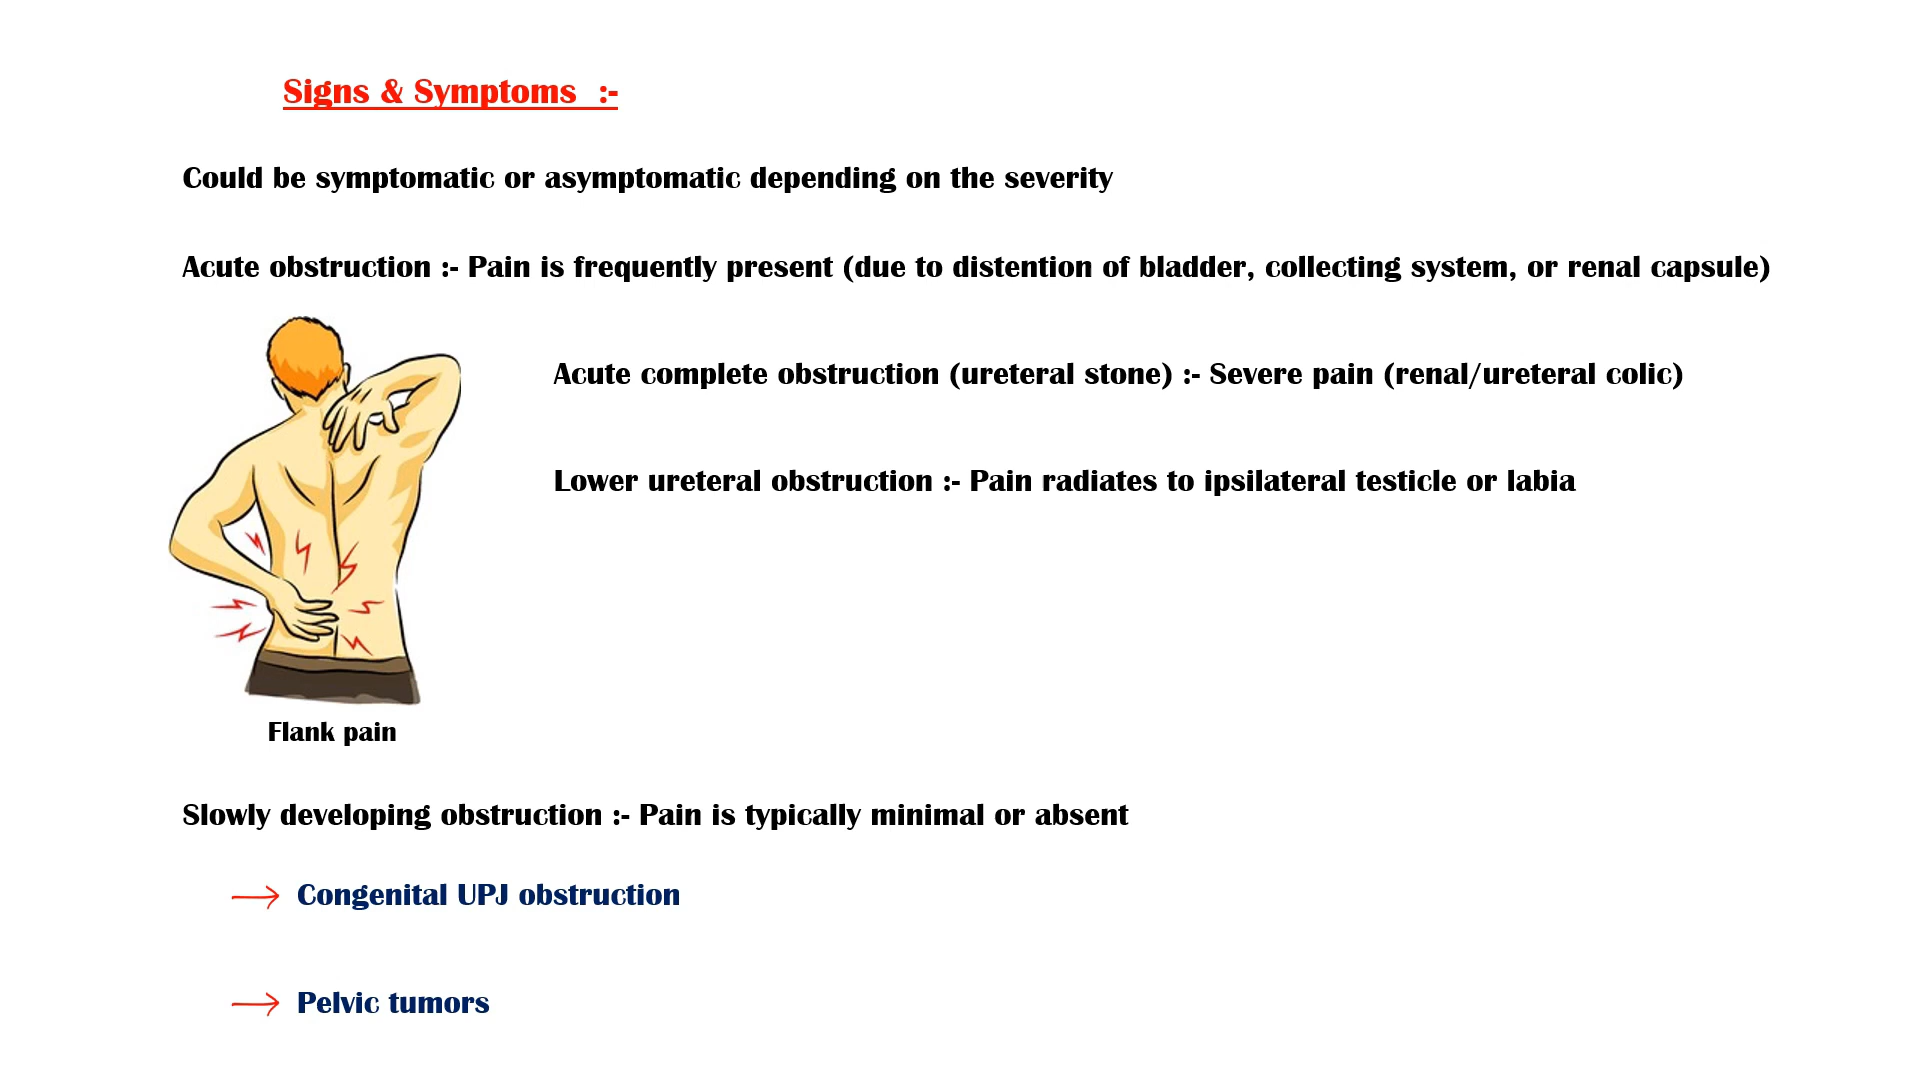 Signs & Symptoms :-
Could be symptomatic or asymptomatic depending on the severity
Acute obstruction :- Pain is frequently present (due to distention of bladder, collecting system, or renal capsule)
Acute complete obstruction (ureteral stone) :- Severe pain (renal/ureteral colic)
Lower ureteral obstruction :- Pain radiates to ipsilateral testicle or labia
Flank pain
Slowly developing obstruction :- Pain is typically minimal or absent
Congenital UPJ obstruction
Pelvic tumors